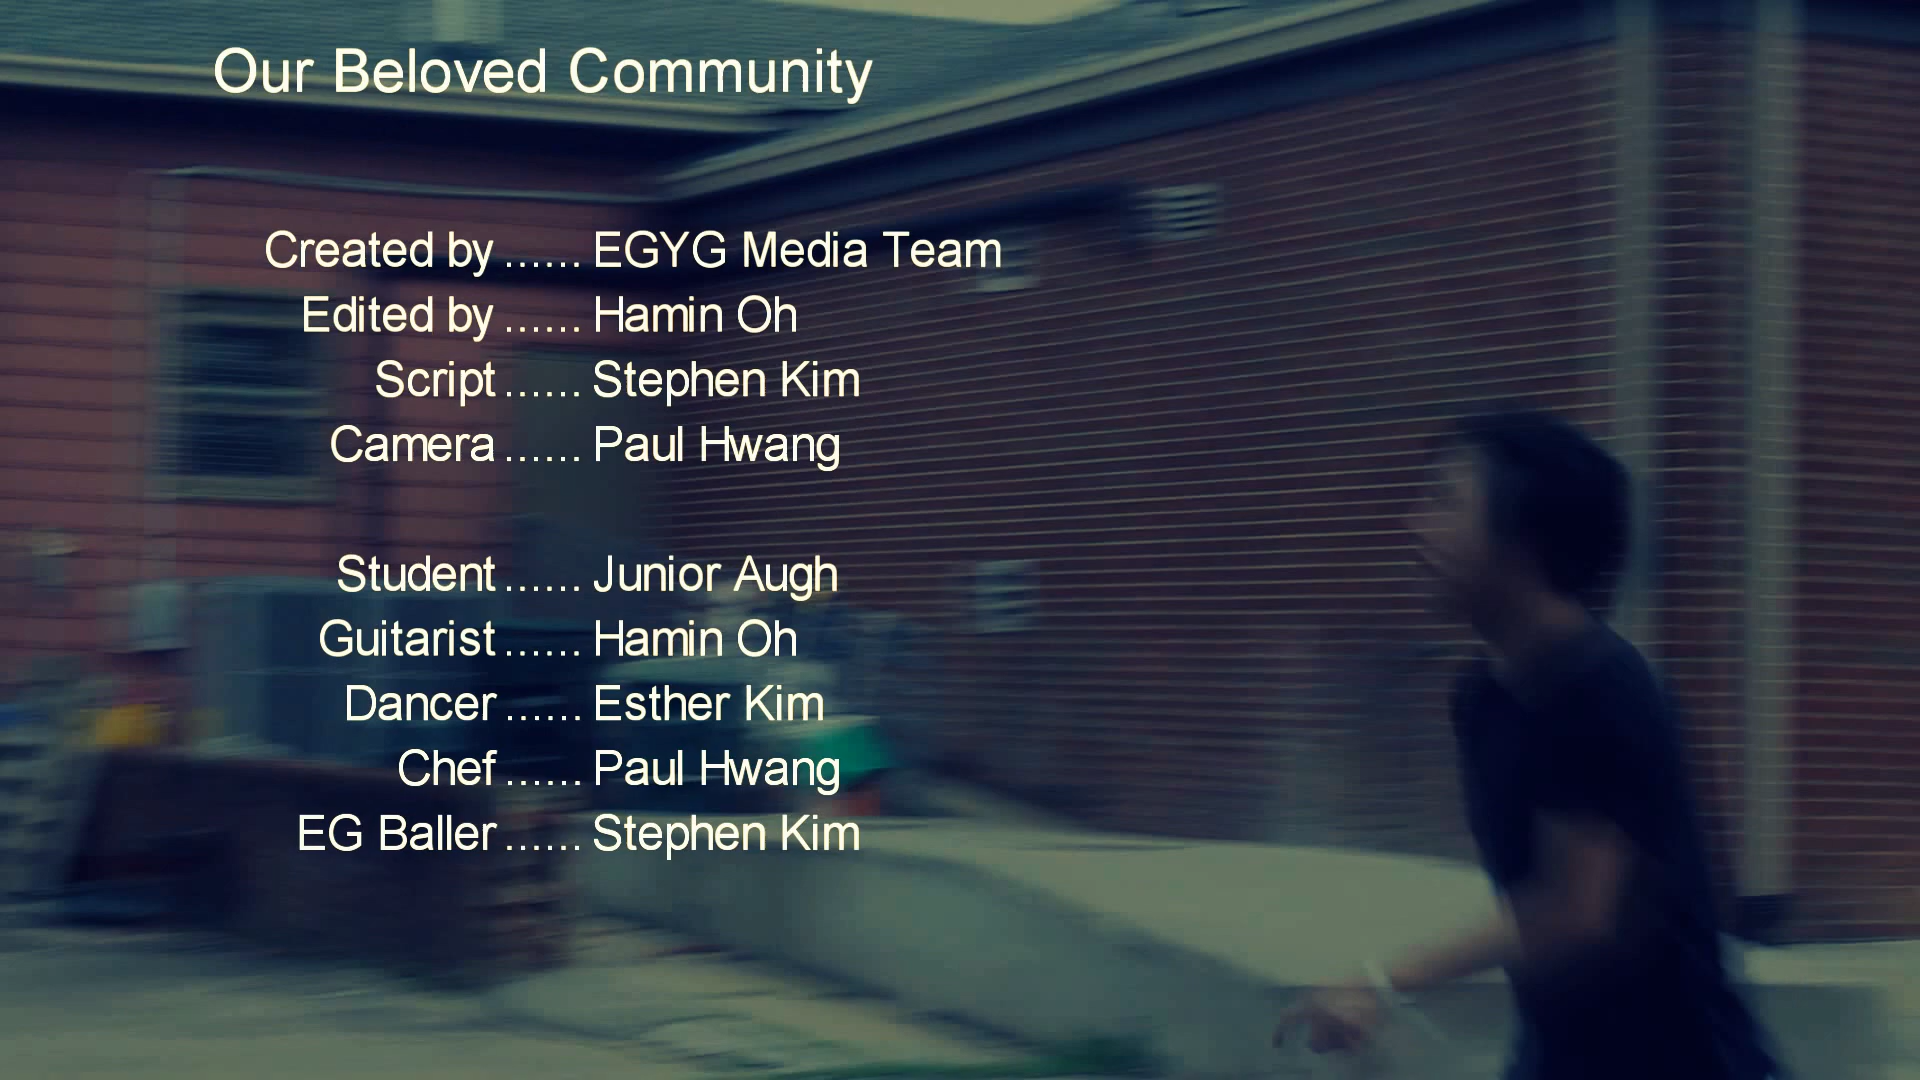 Our Beloved Community
Created by ...... EGYG Media Team
Edited by ...... Hamin Oh
Script ...... Stephen Kim
Camera ...... Paul Hwang
Student ...... Junior Augh
Guitarist ...... Hamin Oh
Dancer ...... Esther Kim
Chef ...... Paul Hwang
EG Baller ...... Stephen Kim